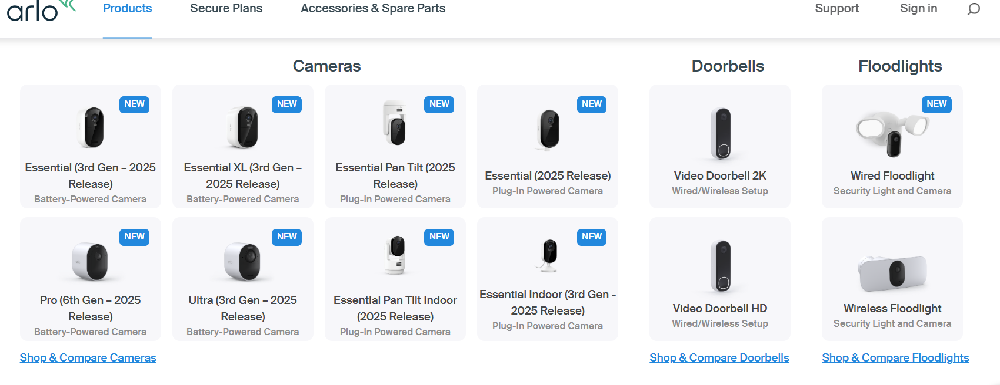 arlo
Products
Secure Plans
Accessories & Spare Parts
Support
Sign in
Cameras
NEW
Essential (3rd Gen – 2025
Release)
Battery-Powered Camera
NEW
Essential XL (3rd Gen –
2025 Release)
Battery-Powered Camera
NEW
Essential Pan Tilt (2025
Release)
Plug-In Powered Camera
NEW
Essential (2025 Release)
Plug-In Powered Camera
NEW
Pro (6th Gen – 2025
Release)
Battery-Powered Camera
NEW
Ultra (3rd Gen – 2025
Release)
Battery-Powered Camera
NEW
Essential Pan Tilt Indoor
(2025 Release)
Plug-In Powered Camera
NEW
Essential Indoor (3rd Gen -
2025 Release)
Plug-In Powered Camera
Shop & Compare Cameras
Doorbells
Video Doorbell 2K
Wired/Wireless Setup
Video Doorbell HD
Wired/Wireless Setup
Shop & Compare Doorbells
Floodlights
NEW
Wired Floodlight
Security Light and Camera
Wireless Floodlight
Security Light and Camera
Shop & Compare Floodlights